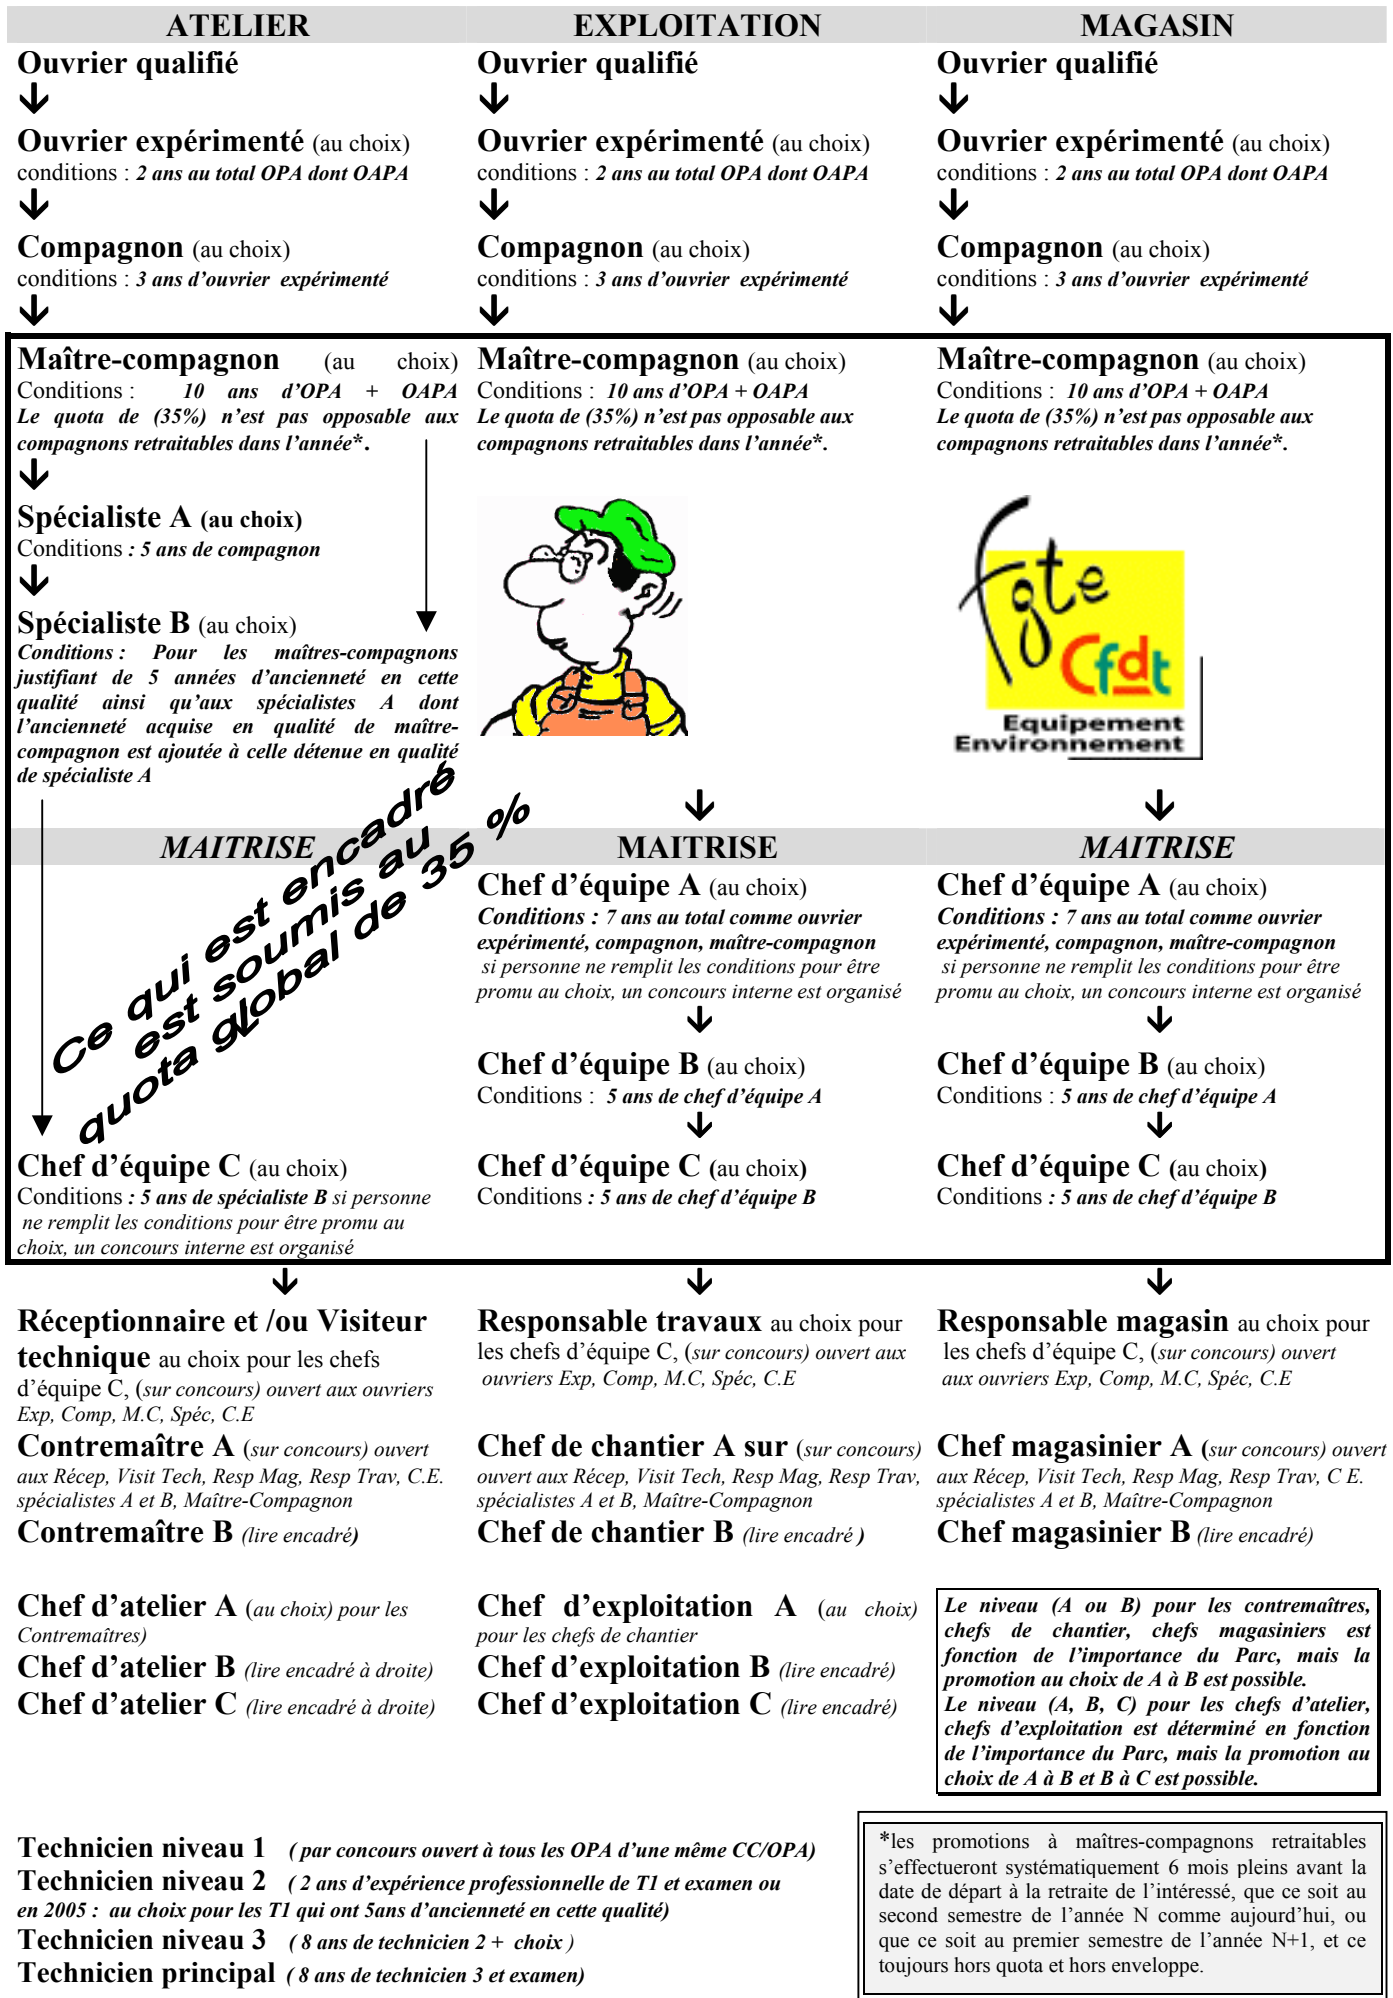 ATELIER
Ouvrier qualifié
Ouvrier expérimenté (au choix)
conditions : 2 ans au total OPA dont OAPA
Compagnon (au choix)
conditions : 3 ans d’ouvrier expérimenté
Maître-compagnon (au choix)
Conditions : 10 ans d’OPA + OAPA
Le quota de (35%) n’est pas opposable aux
compagnons retraitables dans l’année*.
Spécialiste A (au choix)
Conditions : 5 ans de compagnon
Spécialiste B (au choix)
Conditions : Pour les maîtres-compagnons
justifiant de 5 années d’ancienneté en cette
qualité ainsi qu’aux spécialistes A dont
l’ancienneté acquise en qualité de maître-
compagnon est ajoutée à celle détenue en qualité
de spécialiste A
Ce qui est encadré
est soumis au
quota global de 35 %
MAITRISE
Chef d’équipe C (au choix)
Conditions : 5 ans de spécialiste B si personne
ne remplit les conditions pour être promu au
choix, un concours interne est organisé
Réceptionnaire et /ou Visiteur
technique au choix pour les chefs
d’équipe C, (sur concours) ouvert aux ouvriers
Exp, Comp, M.C, Spéc, C.E
Contremaître A (sur concours) ouvert
aux Récep, Visit Tech, Resp Mag, Resp Trav, C.E.
spécialistes A et B, Maître-Compagnon
Contremaître B (lire encadré)
Chef d’atelier A (au choix) pour les
Contremaîtres)
Chef d’atelier B (lire encadré à droite)
Chef d’atelier C (lire encadré à droite)
EXPLOITATION
Ouvrier qualifié
Ouvrier expérimenté (au choix)
conditions : 2 ans au total OPA dont OAPA
Compagnon (au choix)
conditions : 3 ans d’ouvrier expérimenté
Maître-compagnon (au choix)
Conditions : 10 ans d’OPA + OAPA
Le quota de (35%) n’est pas opposable aux
compagnons retraitables dans l’année*.
MAITRISE
Chef d’équipe A (au choix)
Conditions : 7 ans au total comme ouvrier
expérimenté, compagnon, maître-compagnon
si personne ne remplit les conditions pour être
promu au choix, un concours interne est organisé
Chef d’équipe B (au choix)
Conditions : 5 ans de chef d’équipe A
Chef d’équipe C (au choix)
Conditions : 5 ans de chef d’équipe B
Responsable travaux au choix pour
les chefs d’équipe C, (sur concours) ouvert aux
ouvriers Exp, Comp, M.C, Spéc, C.E
Chef de chantier A sur (sur concours)
ouvert aux Récep, Visit Tech, Resp Mag, Resp Trav,
spécialistes A et B, Maître-Compagnon
Chef de chantier B (lire encadré )
Chef d’exploitation A (au choix)
pour les chefs de chantier
Chef d’exploitation B (lire encadré)
Chef d’exploitation C (lire encadré)
MAGASIN
Ouvrier qualifié
Ouvrier expérimenté (au choix)
conditions : 2 ans au total OPA dont OAPA
Compagnon (au choix)
conditions : 3 ans d’ouvrier expérimenté
Maître-compagnon (au choix)
Conditions : 10 ans d’OPA + OAPA
Le quota de (35%) n’est pas opposable aux
compagnons retraitables dans l’année*.
fgte
Cfdt
Equipement
Environnement
MAITRISE
Chef d’équipe A (au choix)
Conditions : 7 ans au total comme ouvrier
expérimenté, compagnon, maître-compagnon
si personne ne remplit les conditions pour être
promu au choix, un concours interne est organisé
Chef d’équipe B (au choix)
Conditions : 5 ans de chef d’équipe A
Chef d’équipe C (au choix)
Conditions : 5 ans de chef d’équipe B
Responsable magasin au choix pour
les chefs d’équipe C, (sur concours) ouvert
aux ouvriers Exp, Comp, M.C, Spéc, C.E
Chef magasinier A (sur concours) ouvert
aux Récep, Visit Tech, Resp Mag, Resp Trav, C E.
spécialistes A et B, Maître-Compagnon
Chef magasinier B (lire encadré)
Le niveau (A ou B) pour les contremaîtres,
chefs de chantier, chefs magasiniers est
fonction de l’importance du Parc, mais la
promotion au choix de A à B est possible.
Le niveau (A, B, C) pour les chefs d’atelier,
chefs d’exploitation est déterminé en fonction
de l’importance du Parc, mais la promotion au
choix de A à B et B à C est possible.
Technicien niveau 1 ( par concours ouvert à tous les OPA d’une même CC/OPA)
Technicien niveau 2 ( 2 ans d’expérience professionnelle de T1 et examen ou
en 2005 : au choix pour les T1 qui ont 5ans d’ancienneté en cette qualité)
Technicien niveau 3 ( 8 ans de technicien 2 + choix )
Technicien principal ( 8 ans de technicien 3 et examen)
*les promotions à maîtres-compagnons retraitables
s’effectueront systématiquement 6 mois pleins avant la
date de départ à la retraite de l’intéressé, que ce soit au
second semestre de l’année N comme aujourd’hui, ou
que ce soit au premier semestre de l’année N+1, et ce
toujours hors quota et hors enveloppe.